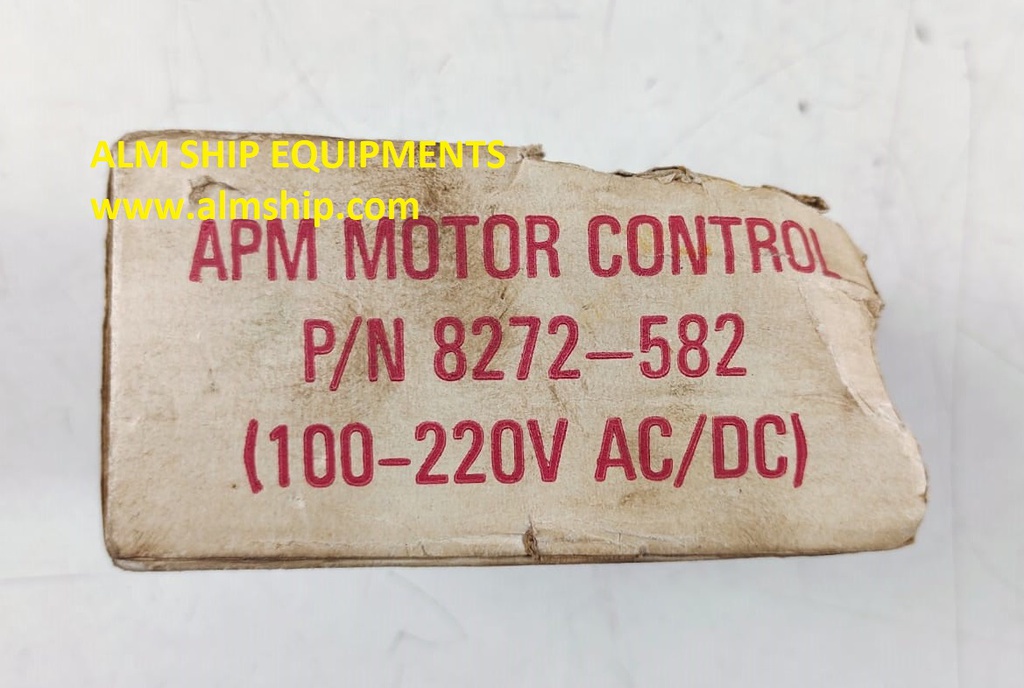 ALM SHIP EQUIPMENTS
www.almship.com
APM MOTOR CONTROL
P/N 8272–582
(100–220V AC/DC)